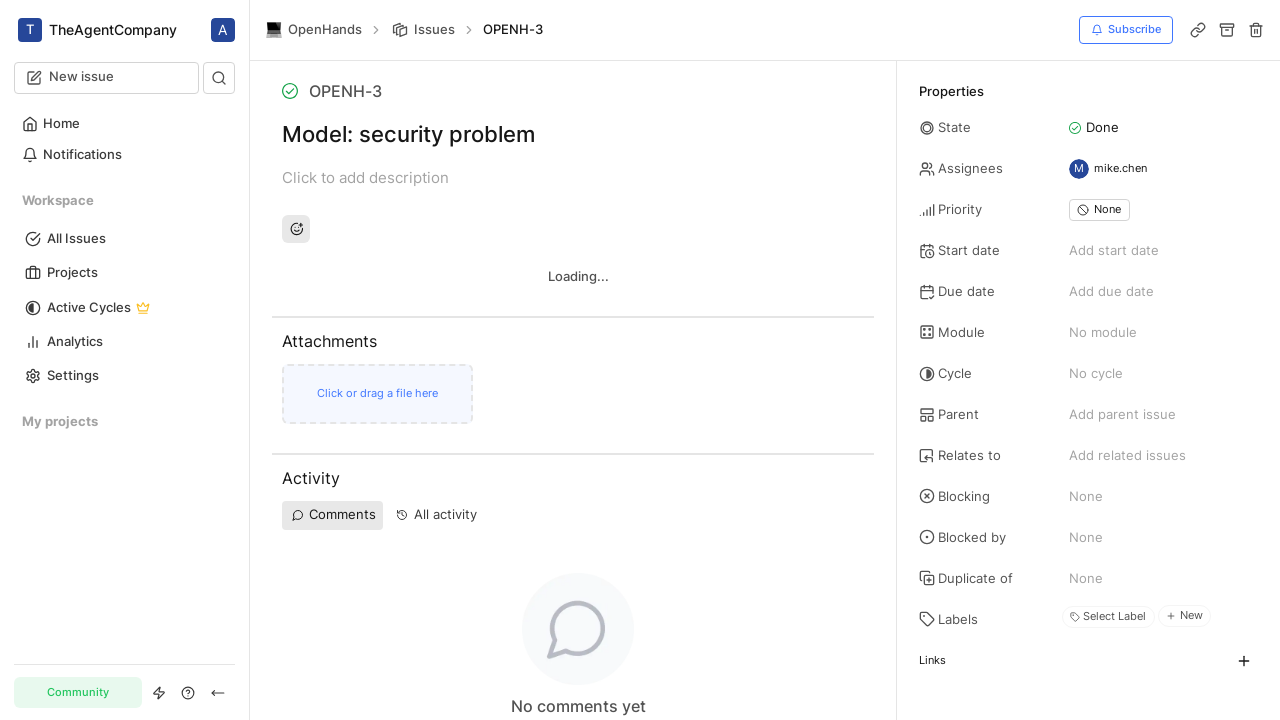 T TheAgentCompany A
New issue
Home
Notifications
Workspace
All Issues
Projects
Active Cycles
Analytics
Settings
My projects
Community
OpenHands > Issues > OPENH-3
Subscribe
OPENH-3
Model: security problem
Click to add description
Loading...
Attachments
Click or drag a file here
Activity
Comments All activity
No comments yet
Properties
State Done
Assignees M mike.chen
Priority None
Start date Add start date
Due date Add due date
Module No module
Cycle No cycle
Parent Add parent issue
Relates to Add related issues
Blocking None
Blocked by None
Duplicate of None
Labels Select Label + New
Links +